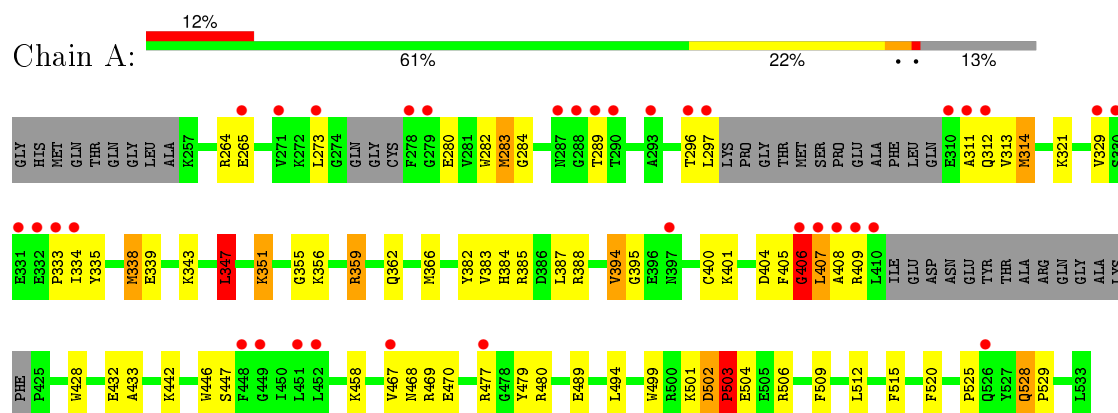 12%
Chain A:
61% 22% • • 13%
GLY HIS MET GLN THR GLN GLY LEU ALA K257 R264 E265 V271 K272 L273 G274 GLN GLY CYS F278 G279 E280 V281 W282 M283 G284 N287 G288 T289 T290 A293 T296 L297 LYS PRO GLY THR MET SER PRO GLU ALA PHE LEU GLN E310 A311 Q312 V313 M314 K321 V329 S330
E331 E332 P333 I334 Y335 M338 E339 K343 L347 K351 G355 K356 R359 Q362 M366 Y382 V383 H384 R385 D386 L387 R388 V394 G395 E396 N397 C400 K401 D404 F405 G406 L407 A408 R409 L410 ILE GLU ASP ASN GLU TYR THR ALA ARG GLN GLY ALA LYS
PHE P425 W428 E432 A433 K442 W446 S447 F448 G449 I450 L451 L452 K458 V467 N468 R469 E470 R477 G478 Y479 R480 E489 L494 W499 R500 K501 D502 P503 E504 E505 R506 F509 L512 F515 F520 P525 Q526 Y527 Q528 P529 L533